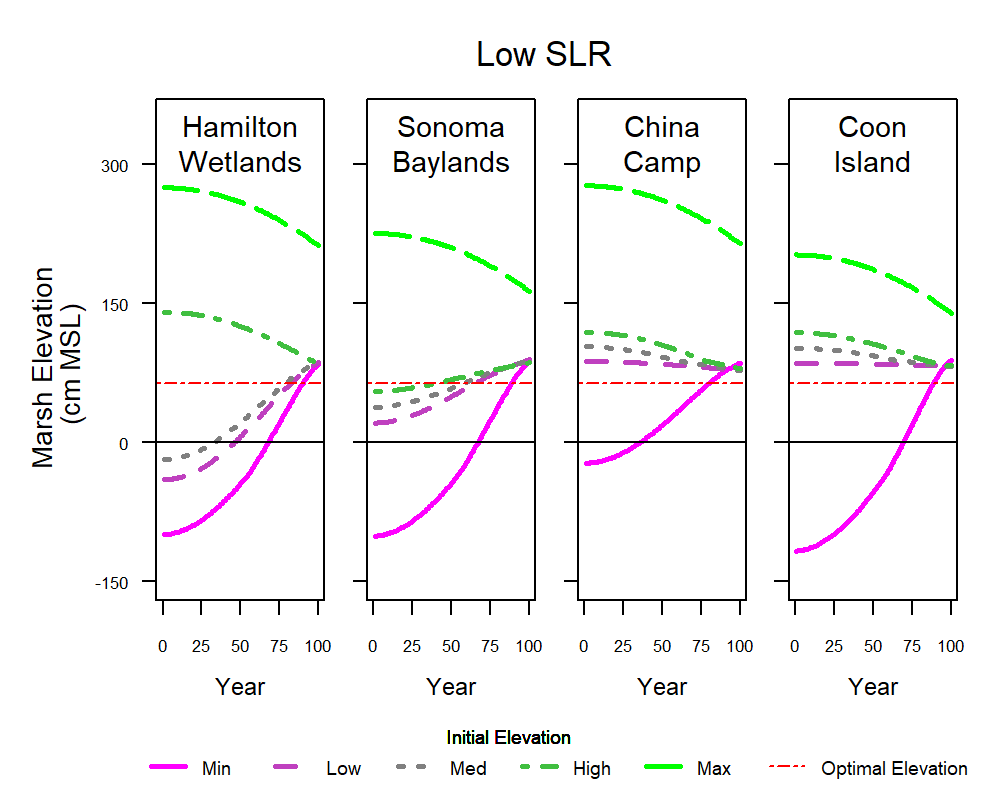 Low SLR
Hamilton
Wetlands
Sonoma
Baylands
China
Camp
Coon
Island
Marsh Elevation
(cm MSL)
300
150
0
-150
0 25 50 75 100
0 25 50 75 100
0 25 50 75 100
0 25 50 75 100
Year
Year
Year
Year
Initial Elevation
Min Low Med High Max Optimal Elevation